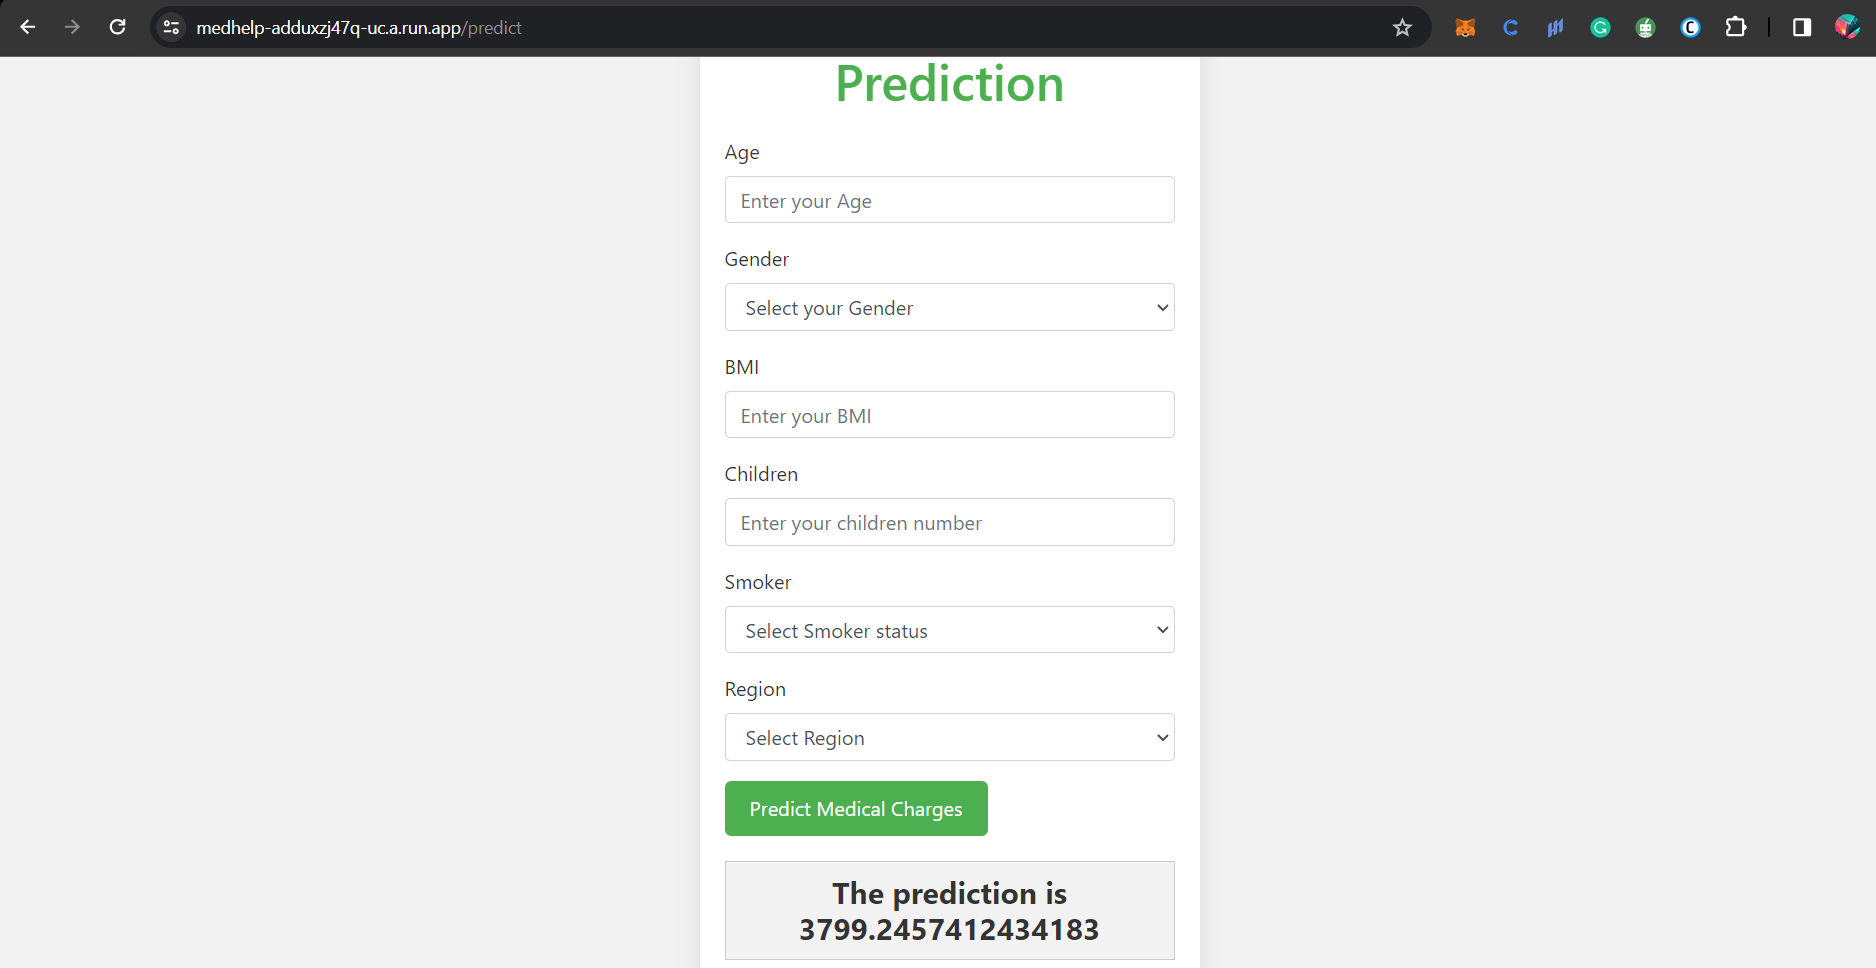 medhelp-adduxzj47q-uc.a.run.app/predict
Prediction
Age
Enter your Age
Gender
Select your Gender
BMI
Enter your BMI
Children
Enter your children number
Smoker
Select Smoker status
Region
Select Region
Predict Medical Charges
The prediction is
3799.2457412434183